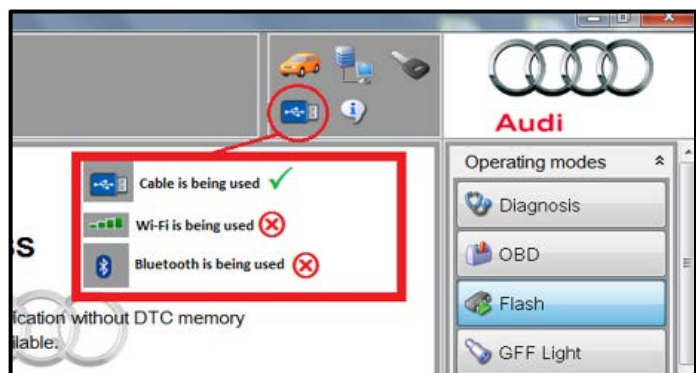 Audi
Cable is being used
Wi-Fi is being used
Bluetooth is being used
ss
ication without DTC memory
ilable.
Operating modes
Diagnosis
OBD
Flash
GFF Light